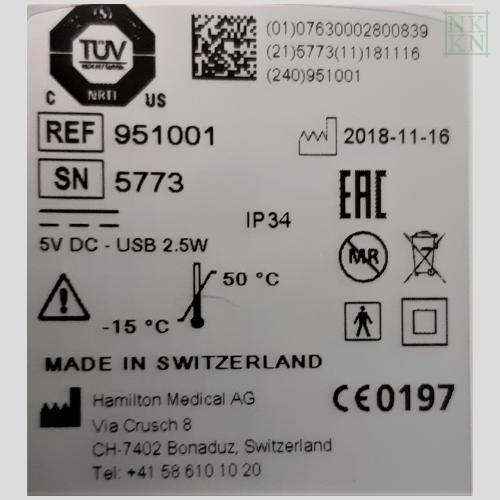 NK
KN
(01)07630002800839
(21)5773(11)181116
(240)951001
TÜV
NRTL
C US
REF 951001
2018-11-16
SN 5773
EAC
IP34
5V DC - USB 2.5W
MR
50 °C
-15 °C
MADE IN SWITZERLAND
Hamilton Medical AG
CE0197
Via Crusch 8
CH-7402 Bonaduz, Switzerland
Tel: +41 58 610 10 20